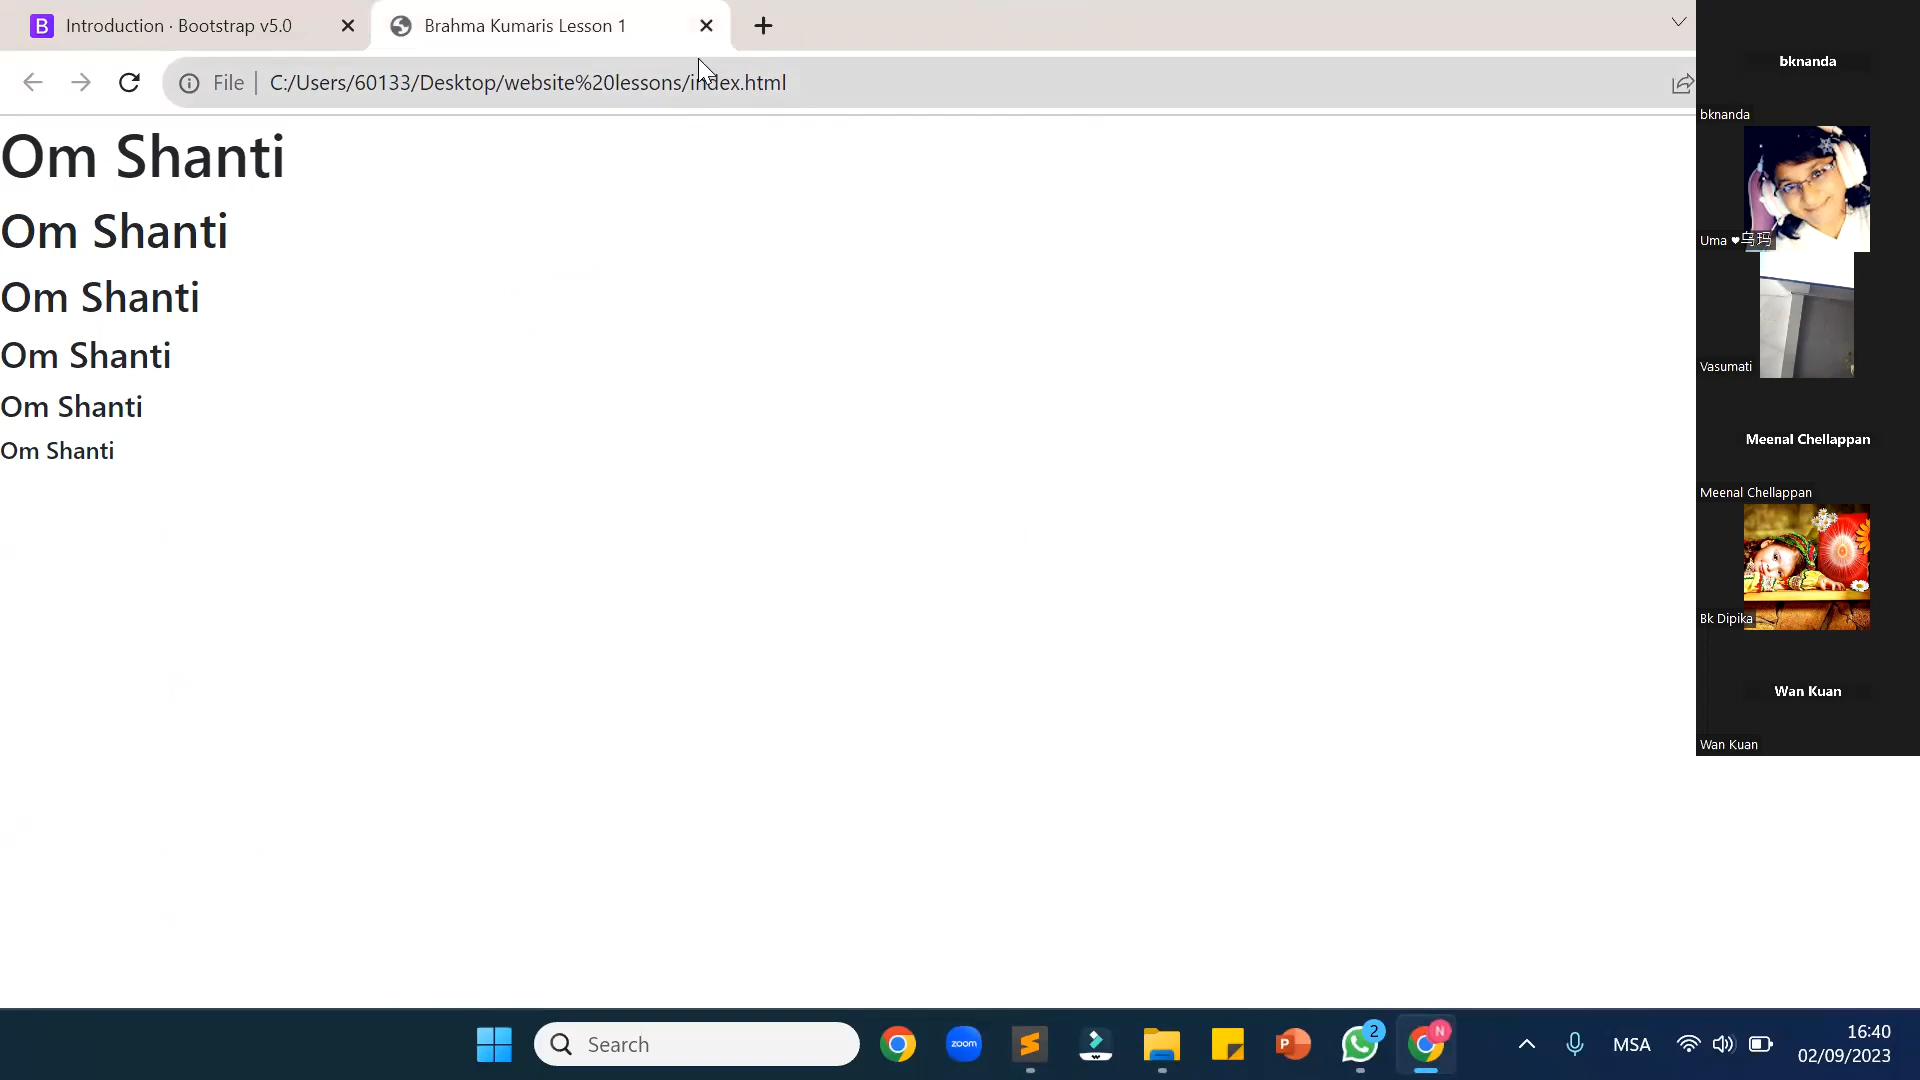 Introduction · Bootstrap v5.0
Brahma Kumaris Lesson 1
File
C:/Users/60133/Desktop/website%20lessons/index.html
Om Shanti
Om Shanti
Om Shanti
Om Shanti
Om Shanti
Om Shanti
bknanda
bknanda
Uma ♥乌玛
Vasumati
Meenal Chellappan
Meenal Chellappan
Bk Dipika
Wan Kuan
Wan Kuan
Search
zoom
2
N
MSA
16:40
02/09/2023